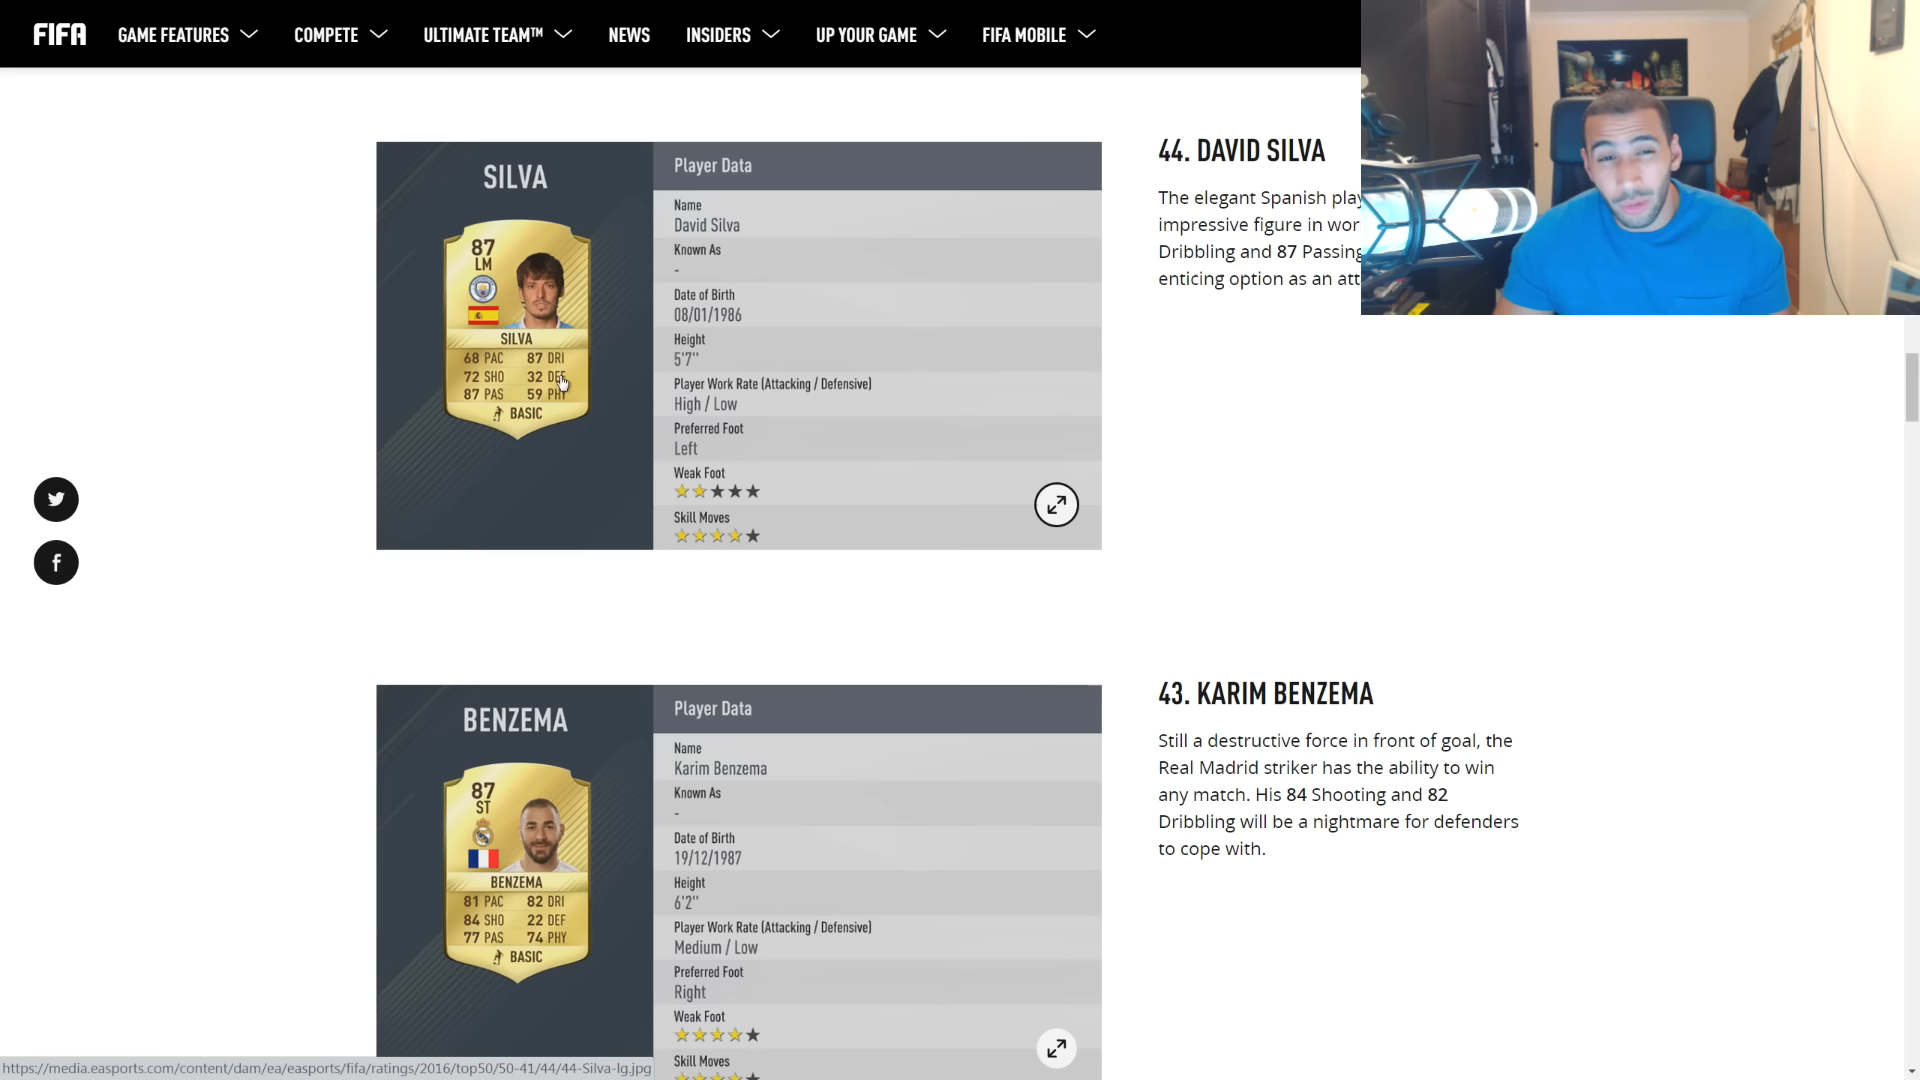 FIFA GAME FEATURES COMPETE ULTIMATE TEAM™ NEWS INSIDERS UP YOUR GAME FIFA MOBILE
SILVA
87
LM
SILVA
68 PAC 87 DRI
72 SHO 32 DEF
87 PAS 59 PHY
BASIC
Player Data
Name
David Silva
Known As
-
Date of Birth
08/01/1986
Height
5'7''
Player Work Rate (Attacking / Defensive)
High / Low
Preferred Foot
Left
Weak Foot
Skill Moves
44. DAVID SILVA
The elegant Spanish
impressive figure in
Dribbling and 87 Passing
enticing option as an
BENZEMA
87
ST
BENZEMA
81 PAC 82 DRI
84 SHO 22 DEF
77 PAS 74 PHY
BASIC
Player Data
Name
Karim Benzema
Known As
-
Date of Birth
19/12/1987
Height
6'2''
Player Work Rate (Attacking / Defensive)
Medium / Low
Preferred Foot
Right
Weak Foot
Skill Moves
43. KARIM BENZEMA
Still a destructive force in front of goal, the
Real Madrid striker has the ability to win
any match. His 84 Shooting and 82
Dribbling will be a nightmare for defenders
to cope with.
https://media.easports.com/content/dam/ea/easports/fifa/ratings/2016/top50/50-41/44/44-Silva-lg.jpg